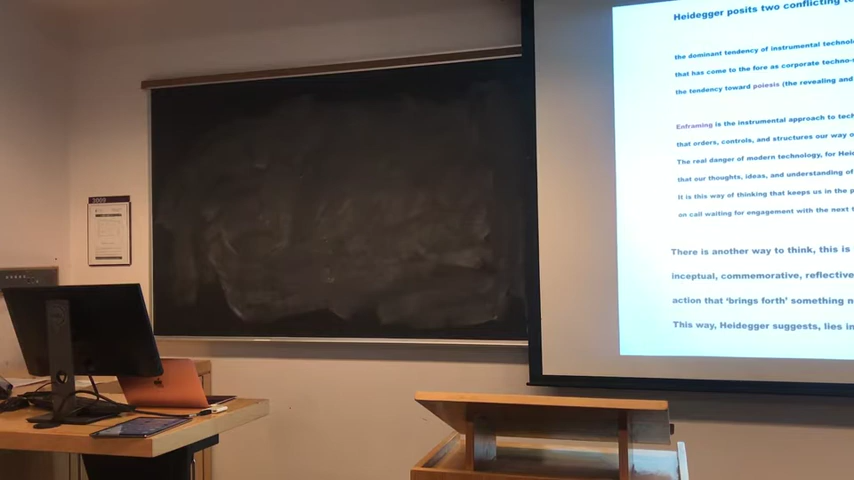 3003
Heidegger posits two conflicting
the dominant tendency of instrumental
that has come to the fore as corporate
the tendency toward poiesis (the revealing and
Enframing is the instrumental approach to
that orders, controls, and structures our way
The real danger of modern technology, for
that our thoughts, ideas, and understanding of
It is this way of thinking that keeps us in the
on call waiting for engagement with the next
There is another way to think, this is
inceptual, commemorative, reflective
action that ‘brings forth’ something
This way, Heidegger suggests, lies in